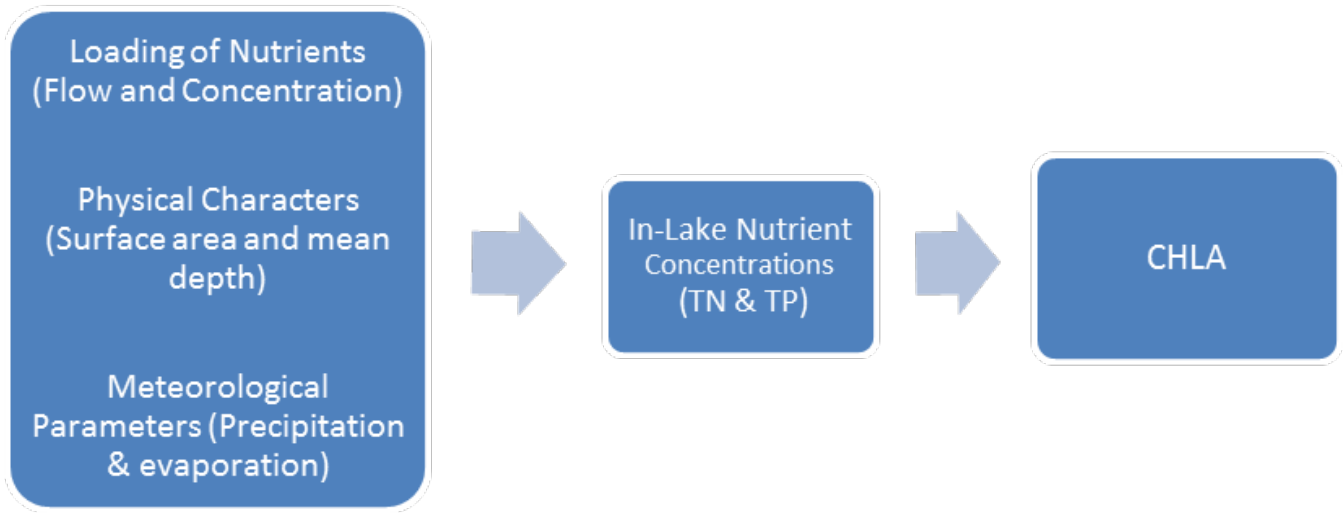 Loading of Nutrients
(Flow and Concentration)
Physical Characters
(Surface area and mean
depth)
Meteorological
Parameters (Precipitation
& evaporation)
In-Lake Nutrient
Concentrations
(TN & TP)
CHLA